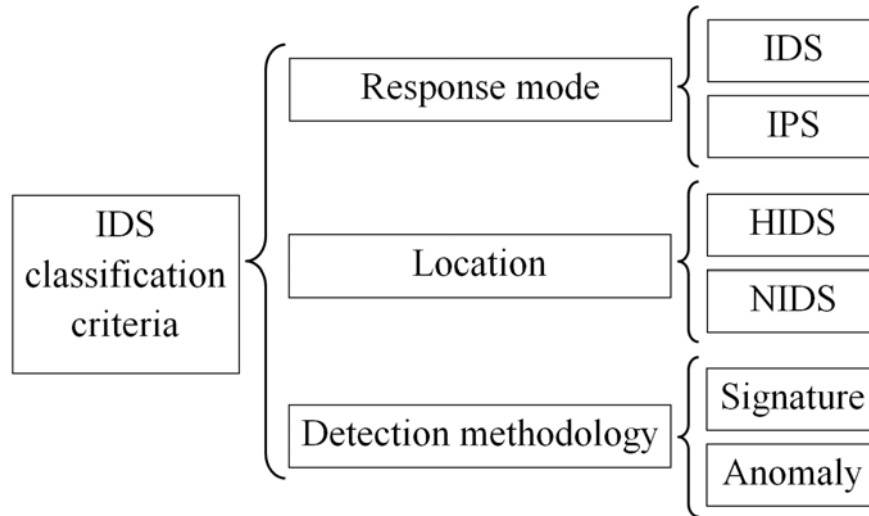 IDS
classification
criteria
Response mode
IDS
IPS
Location
HIDS
NIDS
Detection methodology
Signature
Anomaly